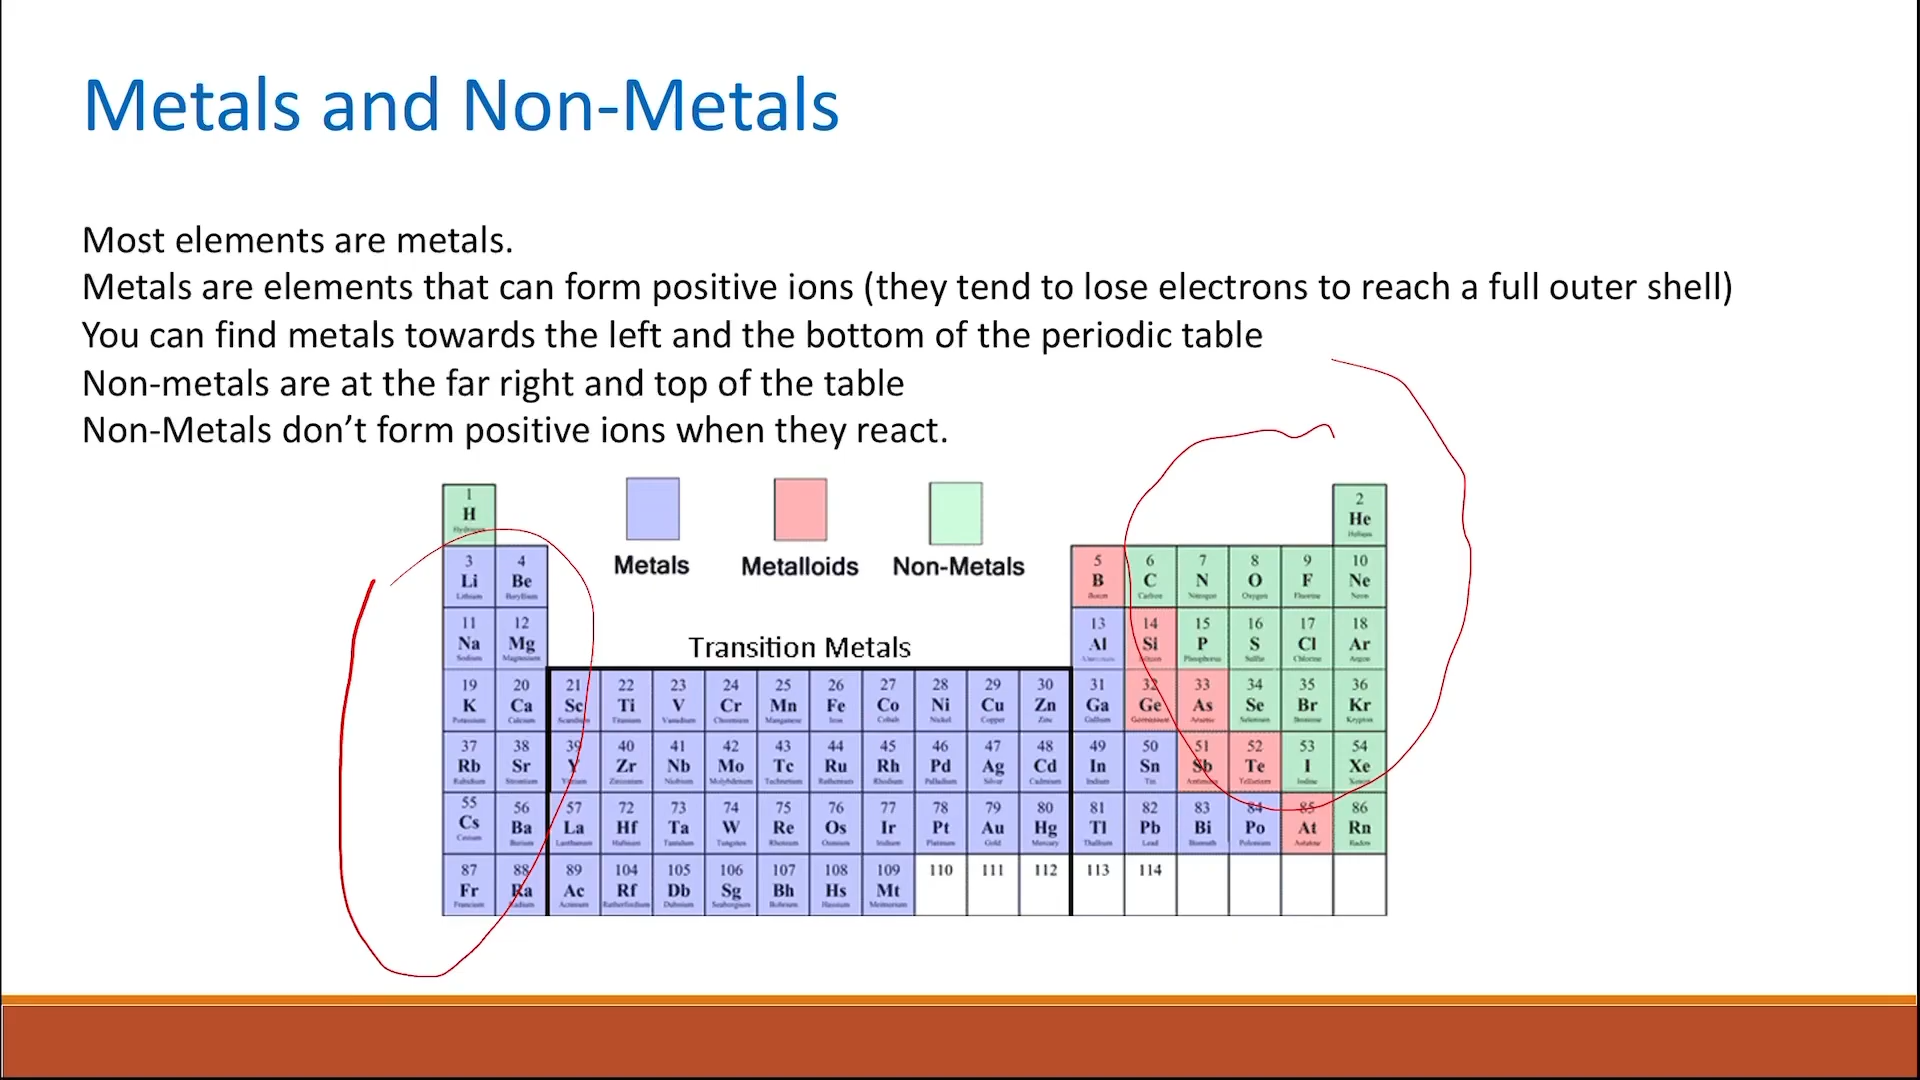 Metals and Non-Metals
Most elements are metals.
Metals are elements that can form positive ions (they tend to lose electrons to reach a full outer shell)
You can find metals towards the left and the bottom of the periodic table
Non-metals are at the far right and top of the table
Non-Metals don’t form positive ions when they react.
Metals Metalloids Non-Metals
Transition Metals
1 2
H He
3 4 5 6 7 8 9 10
Li Be B C N O F Ne
11 12 13 14 15 16 17 18
Na Mg Al Si P S Cl Ar
19 20 21 22 23 24 25 26 27 28 29 30 31 32 33 34 35 36
K Ca Sc Ti V Cr Mn Fe Co Ni Cu Zn Ga Ge As Se Br Kr
37 38 39 40 41 42 43 44 45 46 47 48 49 50 51 52 53 54
Rb Sr Y Zr Nb Mo Tc Ru Rh Pd Ag Cd In Sn Sb Te I Xe
55 56 57 72 73 74 75 76 77 78 79 80 81 82 83 84 85 86
Cs Ba La Hf Ta W Re Os Ir Pt Au Hg Tl Pb Bi Po At Rn
87 88 89 104 105 106 107 108 109 110 111 112 113 114
Fr Ra Ac Rf Db Sg Bh Hs Mt